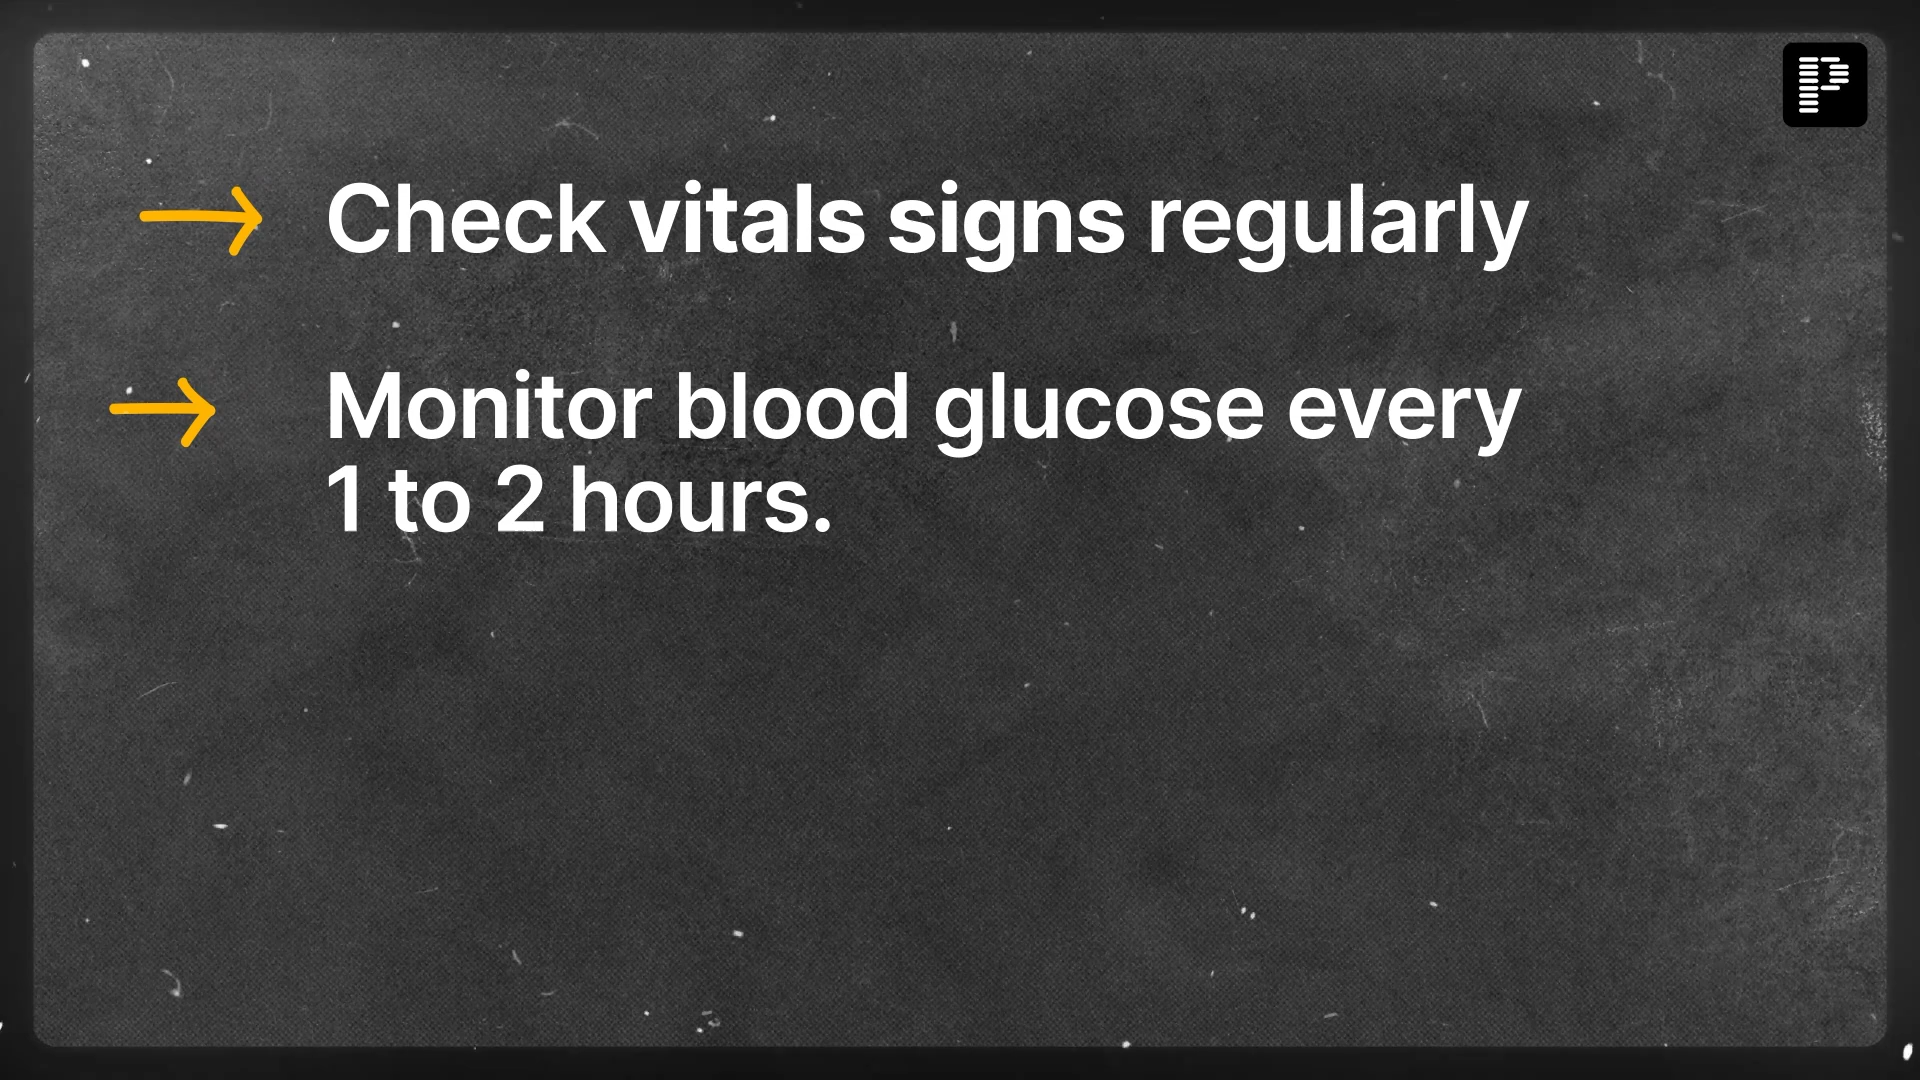 Check vitals signs regularly
Monitor blood glucose every
1 to 2 hours.